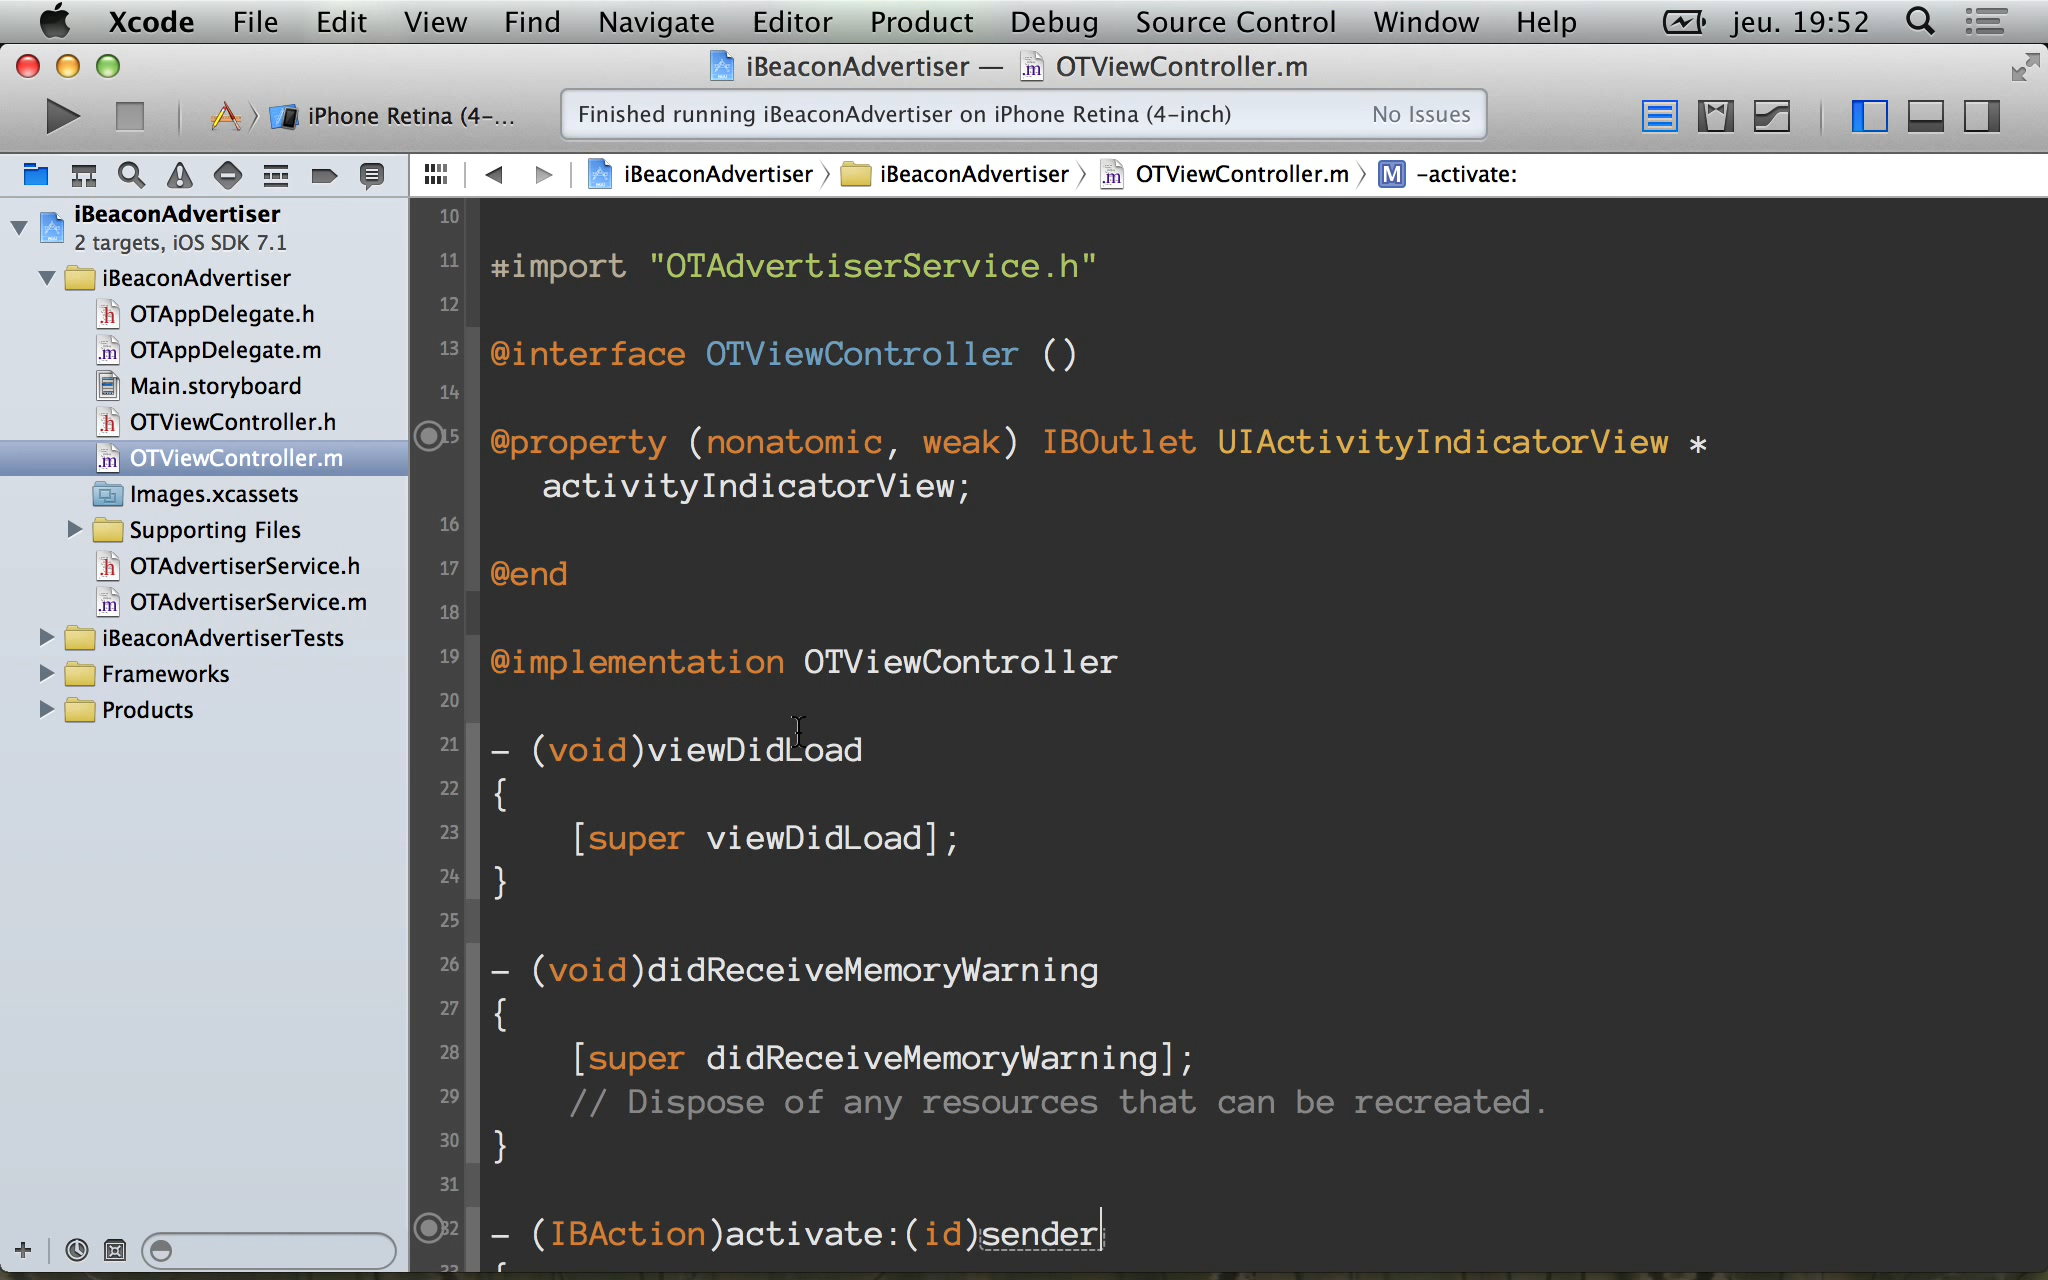 Xcode File Edit View Find Navigate Editor Product Debug Source Control Window Help jeu. 19:52
iBeaconAdvertiser — OTViewController.m
iPhone Retina (4-... Finished running iBeaconAdvertiser on iPhone Retina (4-inch) No Issues
iBeaconAdvertiser iBeaconAdvertiser OTViewController.m M -activate:
iBeaconAdvertiser
2 targets, iOS SDK 7.1
iBeaconAdvertiser
OTAppDelegate.h
OTAppDelegate.m
Main.storyboard
OTViewController.h
OTViewController.m
Images.xcassets
Supporting Files
OTAdvertiserService.h
OTAdvertiserService.m
iBeaconAdvertiserTests
Frameworks
Products
10
11 #import "OTAdvertiserService.h"
12
13 @interface OTViewController ()
14
15 @property (nonatomic, weak) IBOutlet UIActivityIndicatorView *
activityIndicatorView;
16
17 @end
18
19 @implementation OTViewController
20
21 - (void)viewDidLoad
22 {
23 [super viewDidLoad];
24 }
25
26 - (void)didReceiveMemoryWarning
27 {
28 [super didReceiveMemoryWarning];
29 // Dispose of any resources that can be recreated.
30 }
31
32 - (IBAction)activate:(id)sender
33 {